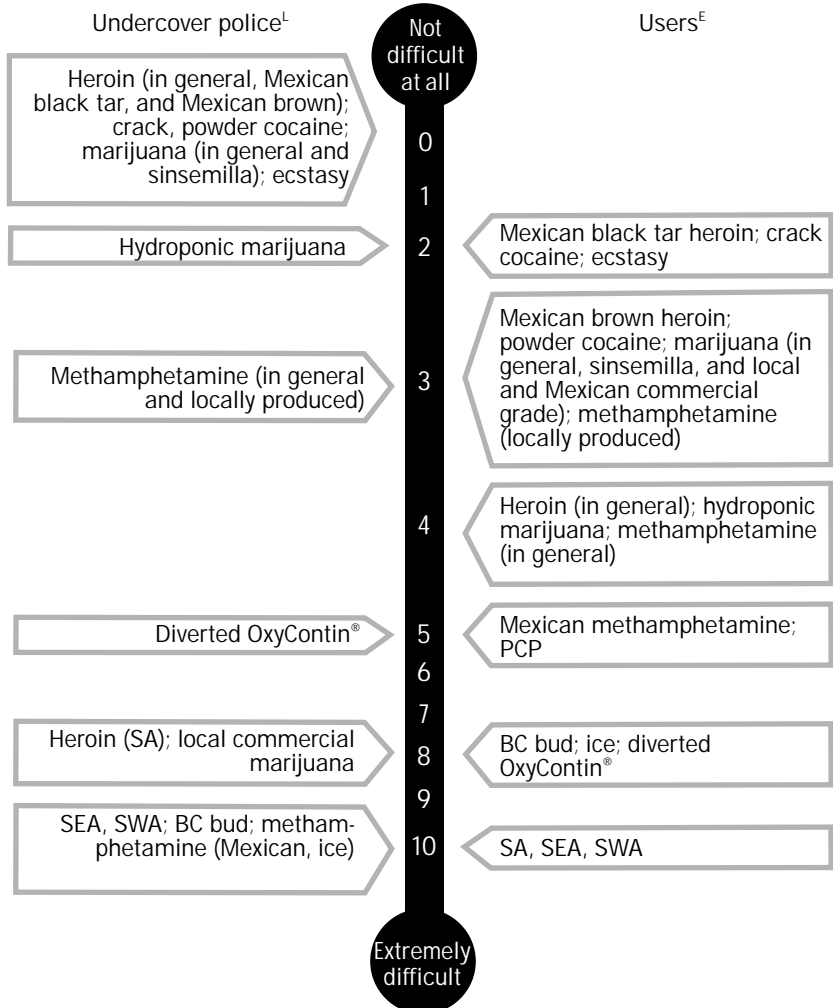 Undercover policeᴸ
Not
difficult
at all
Usersᴱ
Heroin (in general, Mexican
black tar, and Mexican brown);
crack, powder cocaine;
marijuana (in general and
sinsemilla); ecstasy
0
1
Hydroponic marijuana
2
Mexican black tar heroin; crack
cocaine; ecstasy
Methamphetamine (in general
and locally produced)
3
Mexican brown heroin;
powder cocaine; marijuana (in
general, sinsemilla, and local
and Mexican commercial
grade); methamphetamine
(locally produced)
4
Heroin (in general); hydroponic
marijuana; methamphetamine
(in general)
Diverted OxyContin®
5
Mexican methamphetamine;
PCP
6
7
Heroin (SA); local commercial
marijuana
8
BC bud; ice; diverted
OxyContin®
9
SEA, SWA; BC bud; metham-
phetamine (Mexican, ice)
10
SA, SEA, SWA
Extremely
difficult